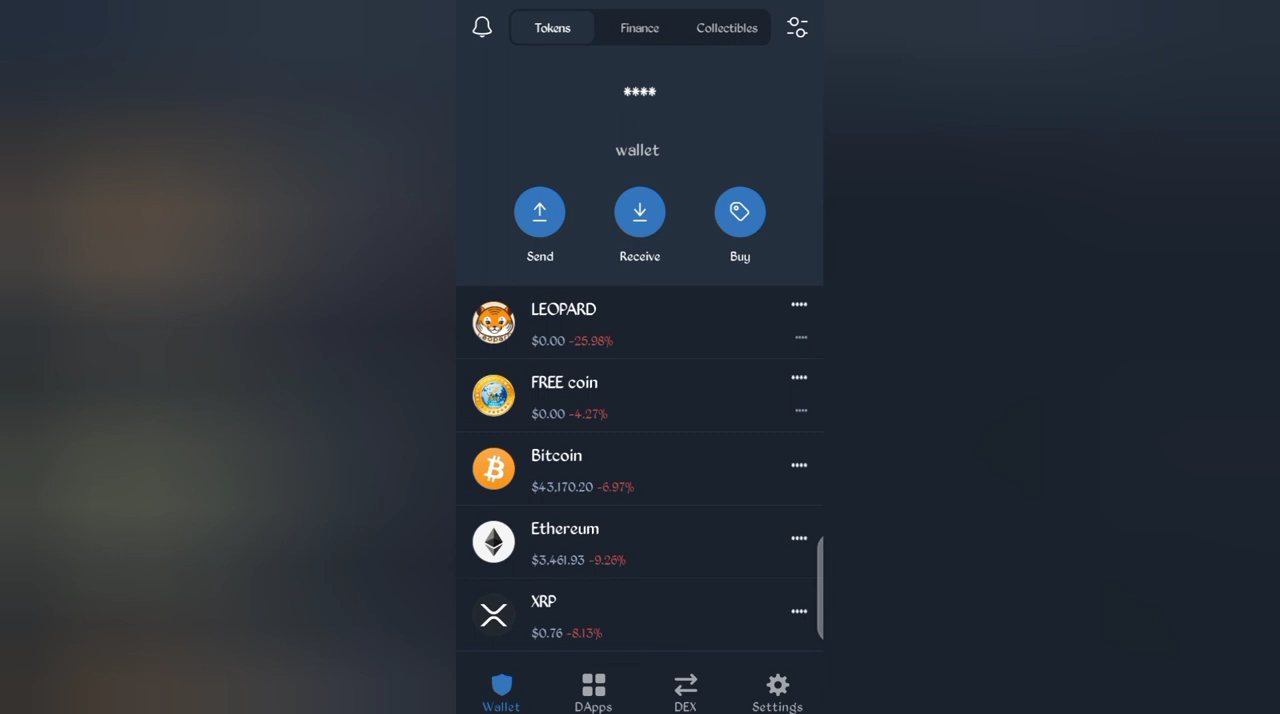 Tokens Finance Collectibles
****
wallet
Send Receive Buy
LEOPARD ****
$0.00 -25.98% ****
FREE coin ****
$0.00 -4.27% ****
Bitcoin ****
$43,170.20 -6.97%
Ethereum ****
$3,461.93 -9.26%
XRP ****
$0.76 -8.13%
Wallet DApps DEX Settings